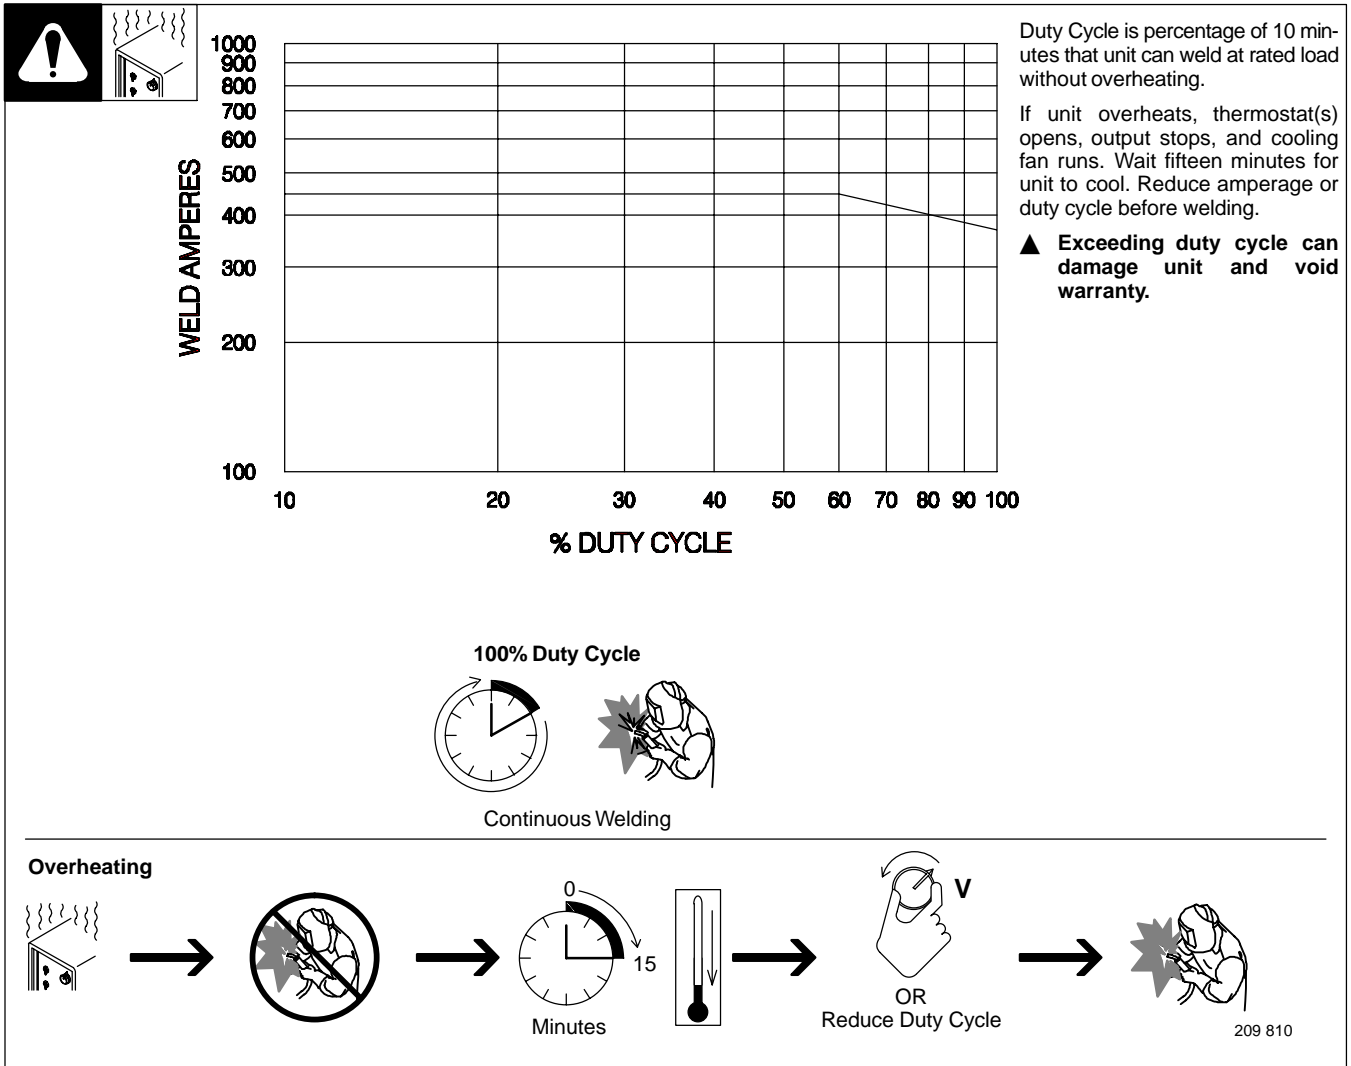 Duty Cycle is percentage of 10 min-
utes that unit can weld at rated load
without overheating.
If unit overheats, thermostat(s)
opens, output stops, and cooling
fan runs. Wait fifteen minutes for
unit to cool. Reduce amperage or
duty cycle before welding.
Exceeding duty cycle can
damage unit and void
warranty.
WELD AMPERES
1000
900
800
700
600
500
400
300
200
100
10 20 30 40 50 60 70 80 90 100
% DUTY CYCLE
100% Duty Cycle
Continuous Welding
Overheating
0
15
Minutes
V
OR
Reduce Duty Cycle
209 810